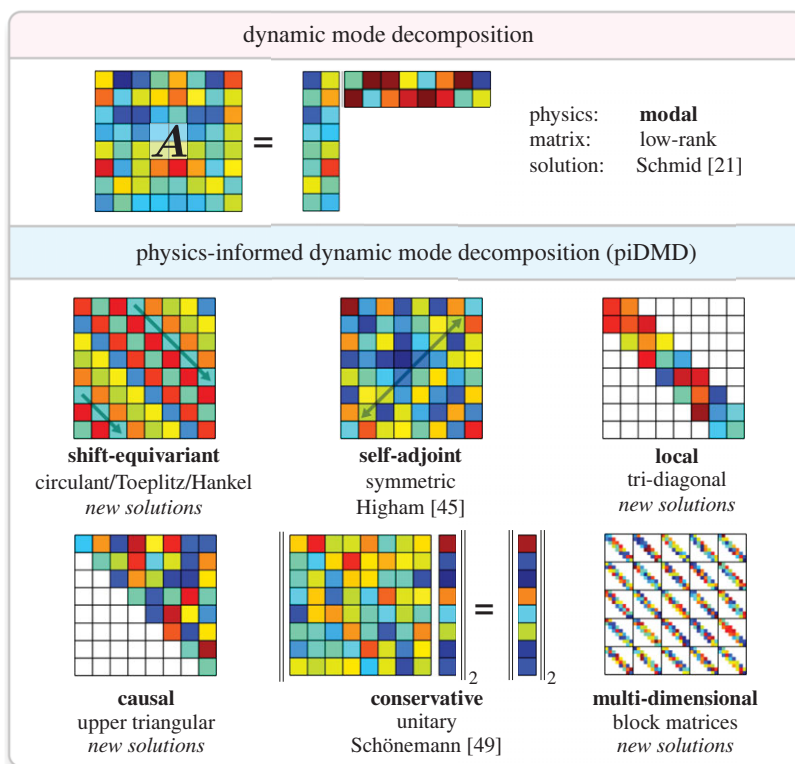 dynamic mode decomposition
A
=
physics: modal
matrix: low-rank
solution: Schmid [21]
physics-informed dynamic mode decomposition (piDMD)
shift-equivariant
circulant/Toeplitz/Hankel
new solutions
self-adjoint
symmetric
Higham [45]
local
tri-diagonal
new solutions
causal
upper triangular
new solutions
|| ||2 = || ||2
conservative
unitary
Schönemann [49]
multi-dimensional
block matrices
new solutions